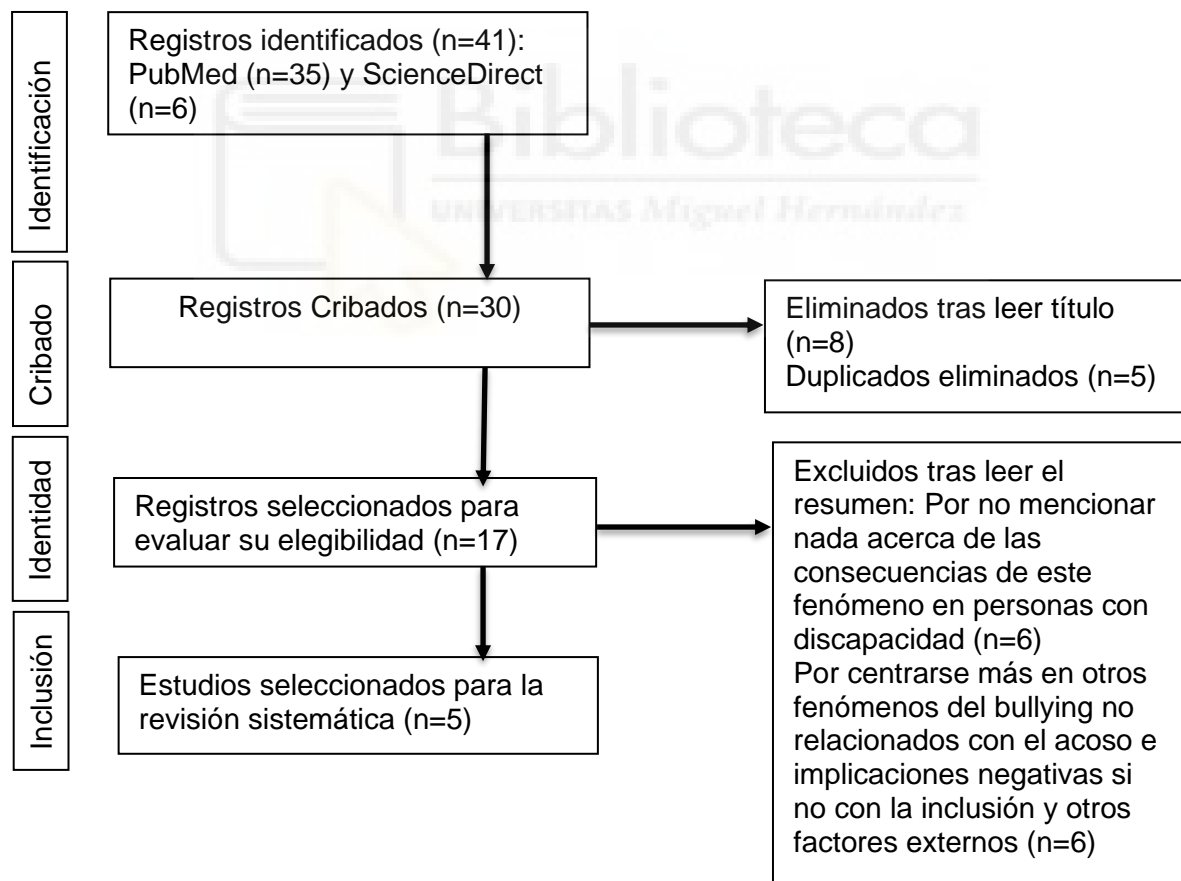 Identificación
Registros identificados (n=41):
PubMed (n=35) y ScienceDirect
(n=6)
Biblioteca
UNIVERSITAS Miguel Hernández
Cribado
Registros Cribados (n=30)
Eliminados tras leer título
(n=8)
Duplicados eliminados (n=5)
Identidad
Registros seleccionados para
evaluar su elegibilidad (n=17)
Excluidos tras leer el
resumen: Por no mencionar
nada acerca de las
consecuencias de este
fenómeno en personas con
discapacidad (n=6)
Por centrarse más en otros
fenómenos del bullying no
relacionados con el acoso e
implicaciones negativas si
no con la inclusión y otros
factores externos (n=6)
Inclusión
Estudios seleccionados para la
revisión sistemática (n=5)